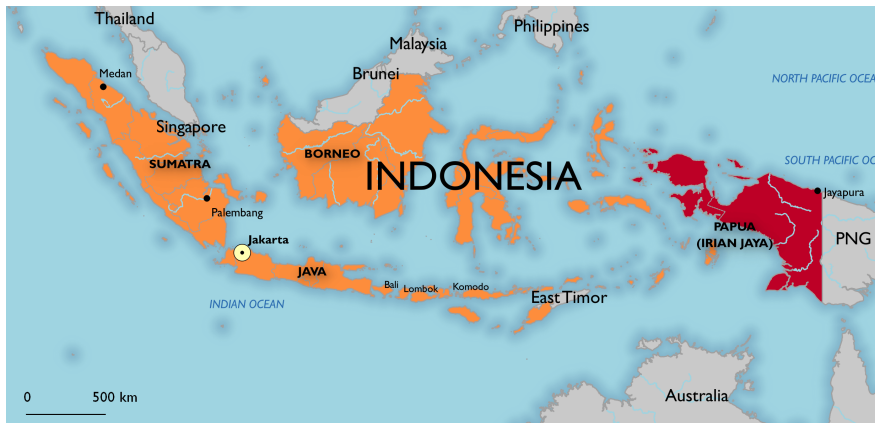 Thailand
Philippines
Malaysia
Brunei
NORTH PACIFIC OCEA
Medan
Singapore
BORNEO
SUMATRA
INDONESIA
SOUTH PACIFIC OC
Jayapura
Palembang
PAPUA
(IRIAN JAYA)
PNG
Jakarta
JAVA
Bali
Lombok
Komodo
East Timor
INDIAN OCEAN
0
500 km
Australia